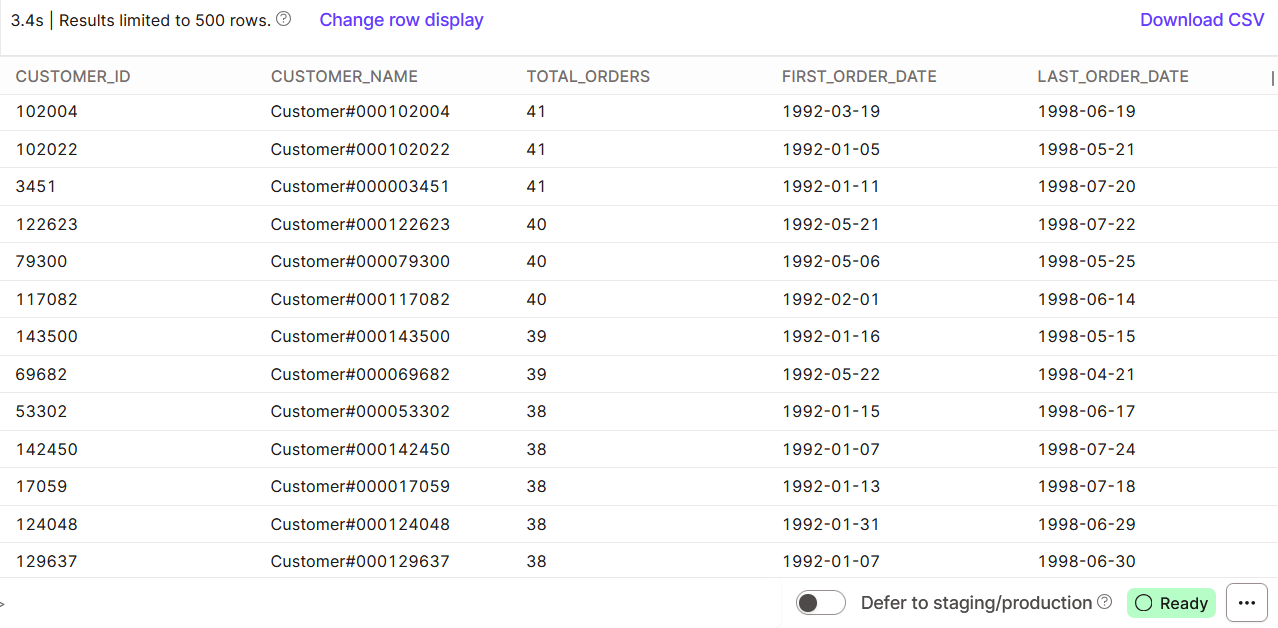 3.4s | Results limited to 500 rows. Change row display Download CSV
CUSTOMER_ID CUSTOMER_NAME TOTAL_ORDERS FIRST_ORDER_DATE LAST_ORDER_DATE
102004 Customer#000102004 41 1992-03-19 1998-06-19
102022 Customer#000102022 41 1992-01-05 1998-05-21
3451 Customer#000003451 41 1992-01-11 1998-07-20
122623 Customer#000122623 40 1992-05-21 1998-07-22
79300 Customer#000079300 40 1992-05-06 1998-05-25
117082 Customer#000117082 40 1992-02-01 1998-06-14
143500 Customer#000143500 39 1992-01-16 1998-05-15
69682 Customer#000069682 39 1992-05-22 1998-04-21
53302 Customer#000053302 38 1992-01-15 1998-06-17
142450 Customer#000142450 38 1992-01-07 1998-07-24
17059 Customer#000017059 38 1992-01-13 1998-07-18
124048 Customer#000124048 38 1992-01-31 1998-06-29
129637 Customer#000129637 38 1992-01-07 1998-06-30
Defer to staging/production Ready